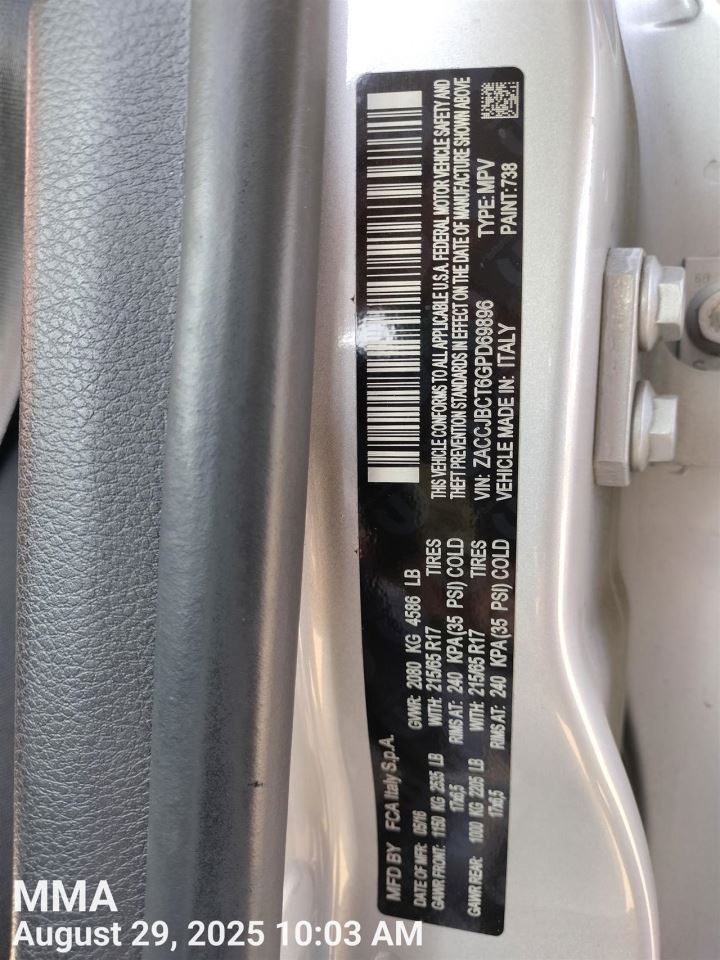 MFD BY FCA Italy S.p.A.
DATE OF MFR: 05/16 GVWR: 2080 KG 4586 LB
GAWR FRONT: 1150 KG 2535 LB WITH: 215/65 R17 TIRES
17x6,5 RIMS AT: 240 KPA(35 PSI) COLD
GAWR REAR: 1000 KG 2205 LB WITH: 215/65 R17 TIRES
17x6,5 RIMS AT: 240 KPA(35 PSI) COLD
THIS VEHICLE CONFORMS TO ALL APPLICABLE U.S.A. FEDERAL MOTOR VEHICLE SAFETY AND
THEFT PREVENTION STANDARDS IN EFFECT ON THE DATE OF MANUFACTURE SHOWN ABOVE
VIN: ZACCJBCT6GPD69896 TYPE: MPV
VEHICLE MADE IN: ITALY PAINT: 738
MMA
August 29, 2025 10:03 AM